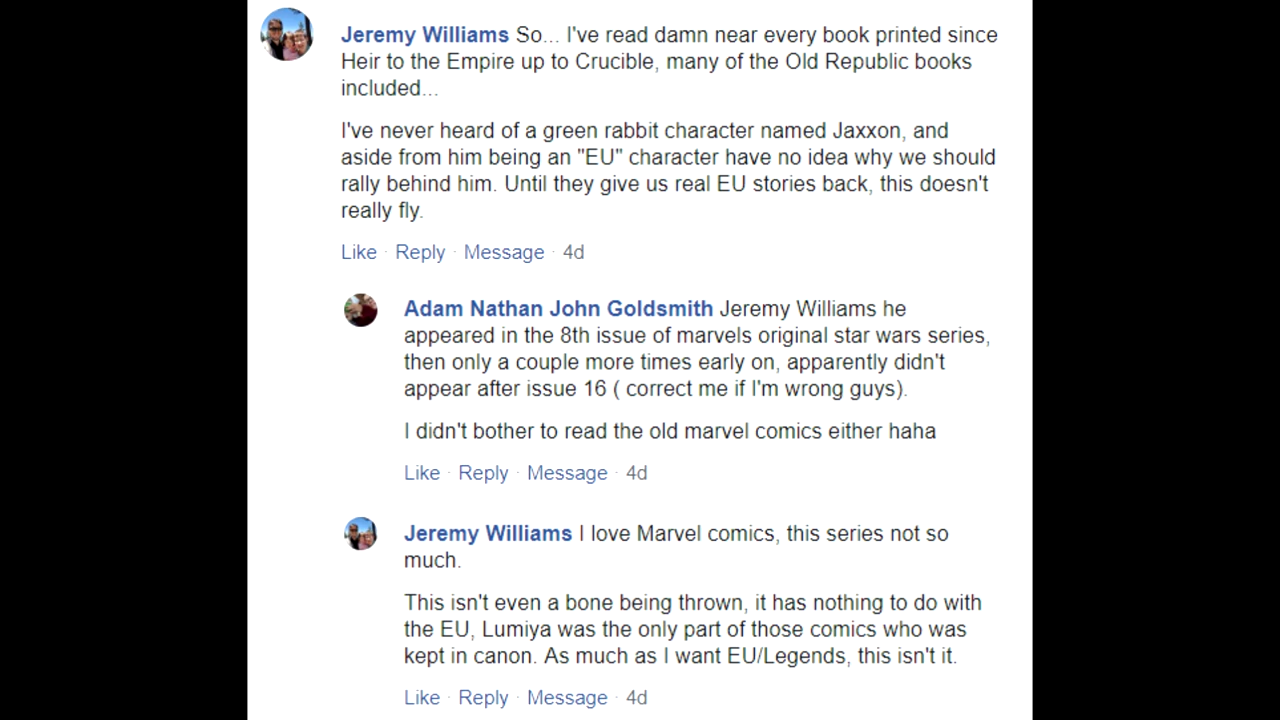 Jeremy Williams So... I've read damn near every book printed since
Heir to the Empire up to Crucible, many of the Old Republic books
included...
I've never heard of a green rabbit character named Jaxxon, and
aside from him being an "EU" character have no idea why we should
rally behind him. Until they give us real EU stories back, this doesn't
really fly.
Like · Reply · Message · 4d
Adam Nathan John Goldsmith Jeremy Williams he
appeared in the 8th issue of marvels original star wars series,
then only a couple more times early on, apparently didn't
appear after issue 16 ( correct me if I'm wrong guys).
I didn't bother to read the old marvel comics either haha
Like · Reply · Message · 4d
Jeremy Williams I love Marvel comics, this series not so
much.
This isn't even a bone being thrown, it has nothing to do with
the EU, Lumiya was the only part of those comics who was
kept in canon. As much as I want EU/Legends, this isn't it.
Like · Reply · Message · 4d